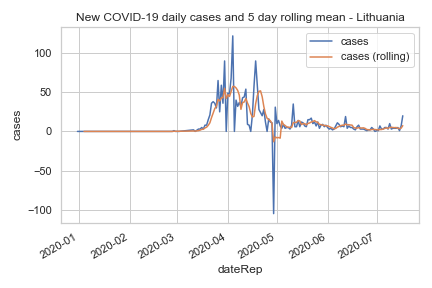 New COVID-19 daily cases and 5 day rolling mean - Lithuania
cases
cases (rolling)
100
50
0
−50
−100
cases
2020-01
2020-02
2020-03
2020-04
2020-05
2020-06
2020-07
dateRep